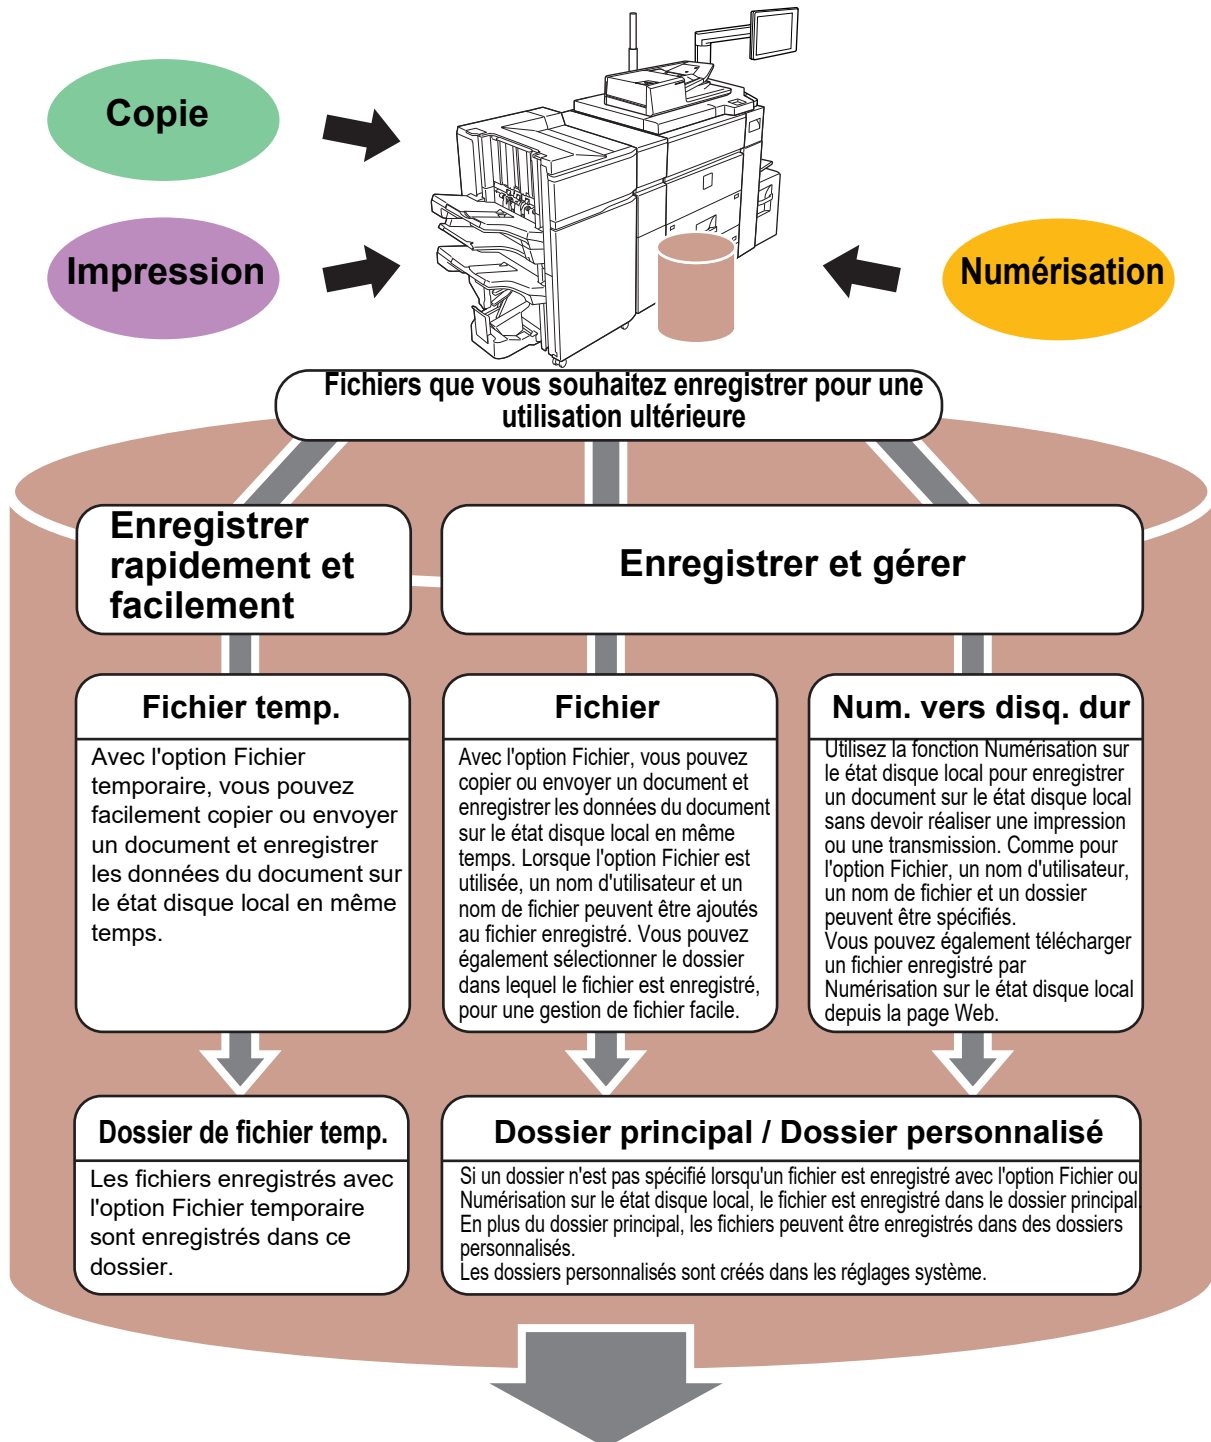 Copie
Impression
Numérisation
Fichiers que vous souhaitez enregistrer pour une
utilisation ultérieure
Enregistrer
rapidement et
facilement
Enregistrer et gérer
Fichier temp.
Avec l'option Fichier
temporaire, vous pouvez
facilement copier ou envoyer
un document et enregistrer
les données du document sur
le état disque local en même
temps.
Fichier
Avec l'option Fichier, vous pouvez
copier ou envoyer un document et
enregistrer les données du document
sur le état disque local en même
temps. Lorsque l'option Fichier est
utilisée, un nom d'utilisateur et un
nom de fichier peuvent être ajoutés
au fichier enregistré. Vous pouvez
également sélectionner le dossier
dans lequel le fichier est enregistré,
pour une gestion de fichier facile.
Num. vers disq. dur
Utilisez la fonction Numérisation sur
le état disque local pour enregistrer
un document sur le état disque local
sans devoir réaliser une impression
ou une transmission. Comme pour
l'option Fichier, un nom d'utilisateur,
un nom de fichier et un dossier
peuvent être spécifiés.
Vous pouvez également télécharger
un fichier enregistré par
Numérisation sur le état disque local
depuis la page Web.
Dossier de fichier temp.
Les fichiers enregistrés avec
l'option Fichier temporaire
sont enregistrés dans ce
dossier.
Dossier principal / Dossier personnalisé
Si un dossier n'est pas spécifié lorsqu'un fichier est enregistré avec l'option Fichier ou
Numérisation sur le état disque local, le fichier est enregistré dans le dossier principal.
En plus du dossier principal, les fichiers peuvent être enregistrés dans des dossiers
personnalisés.
Les dossiers personnalisés sont créés dans les réglages système.